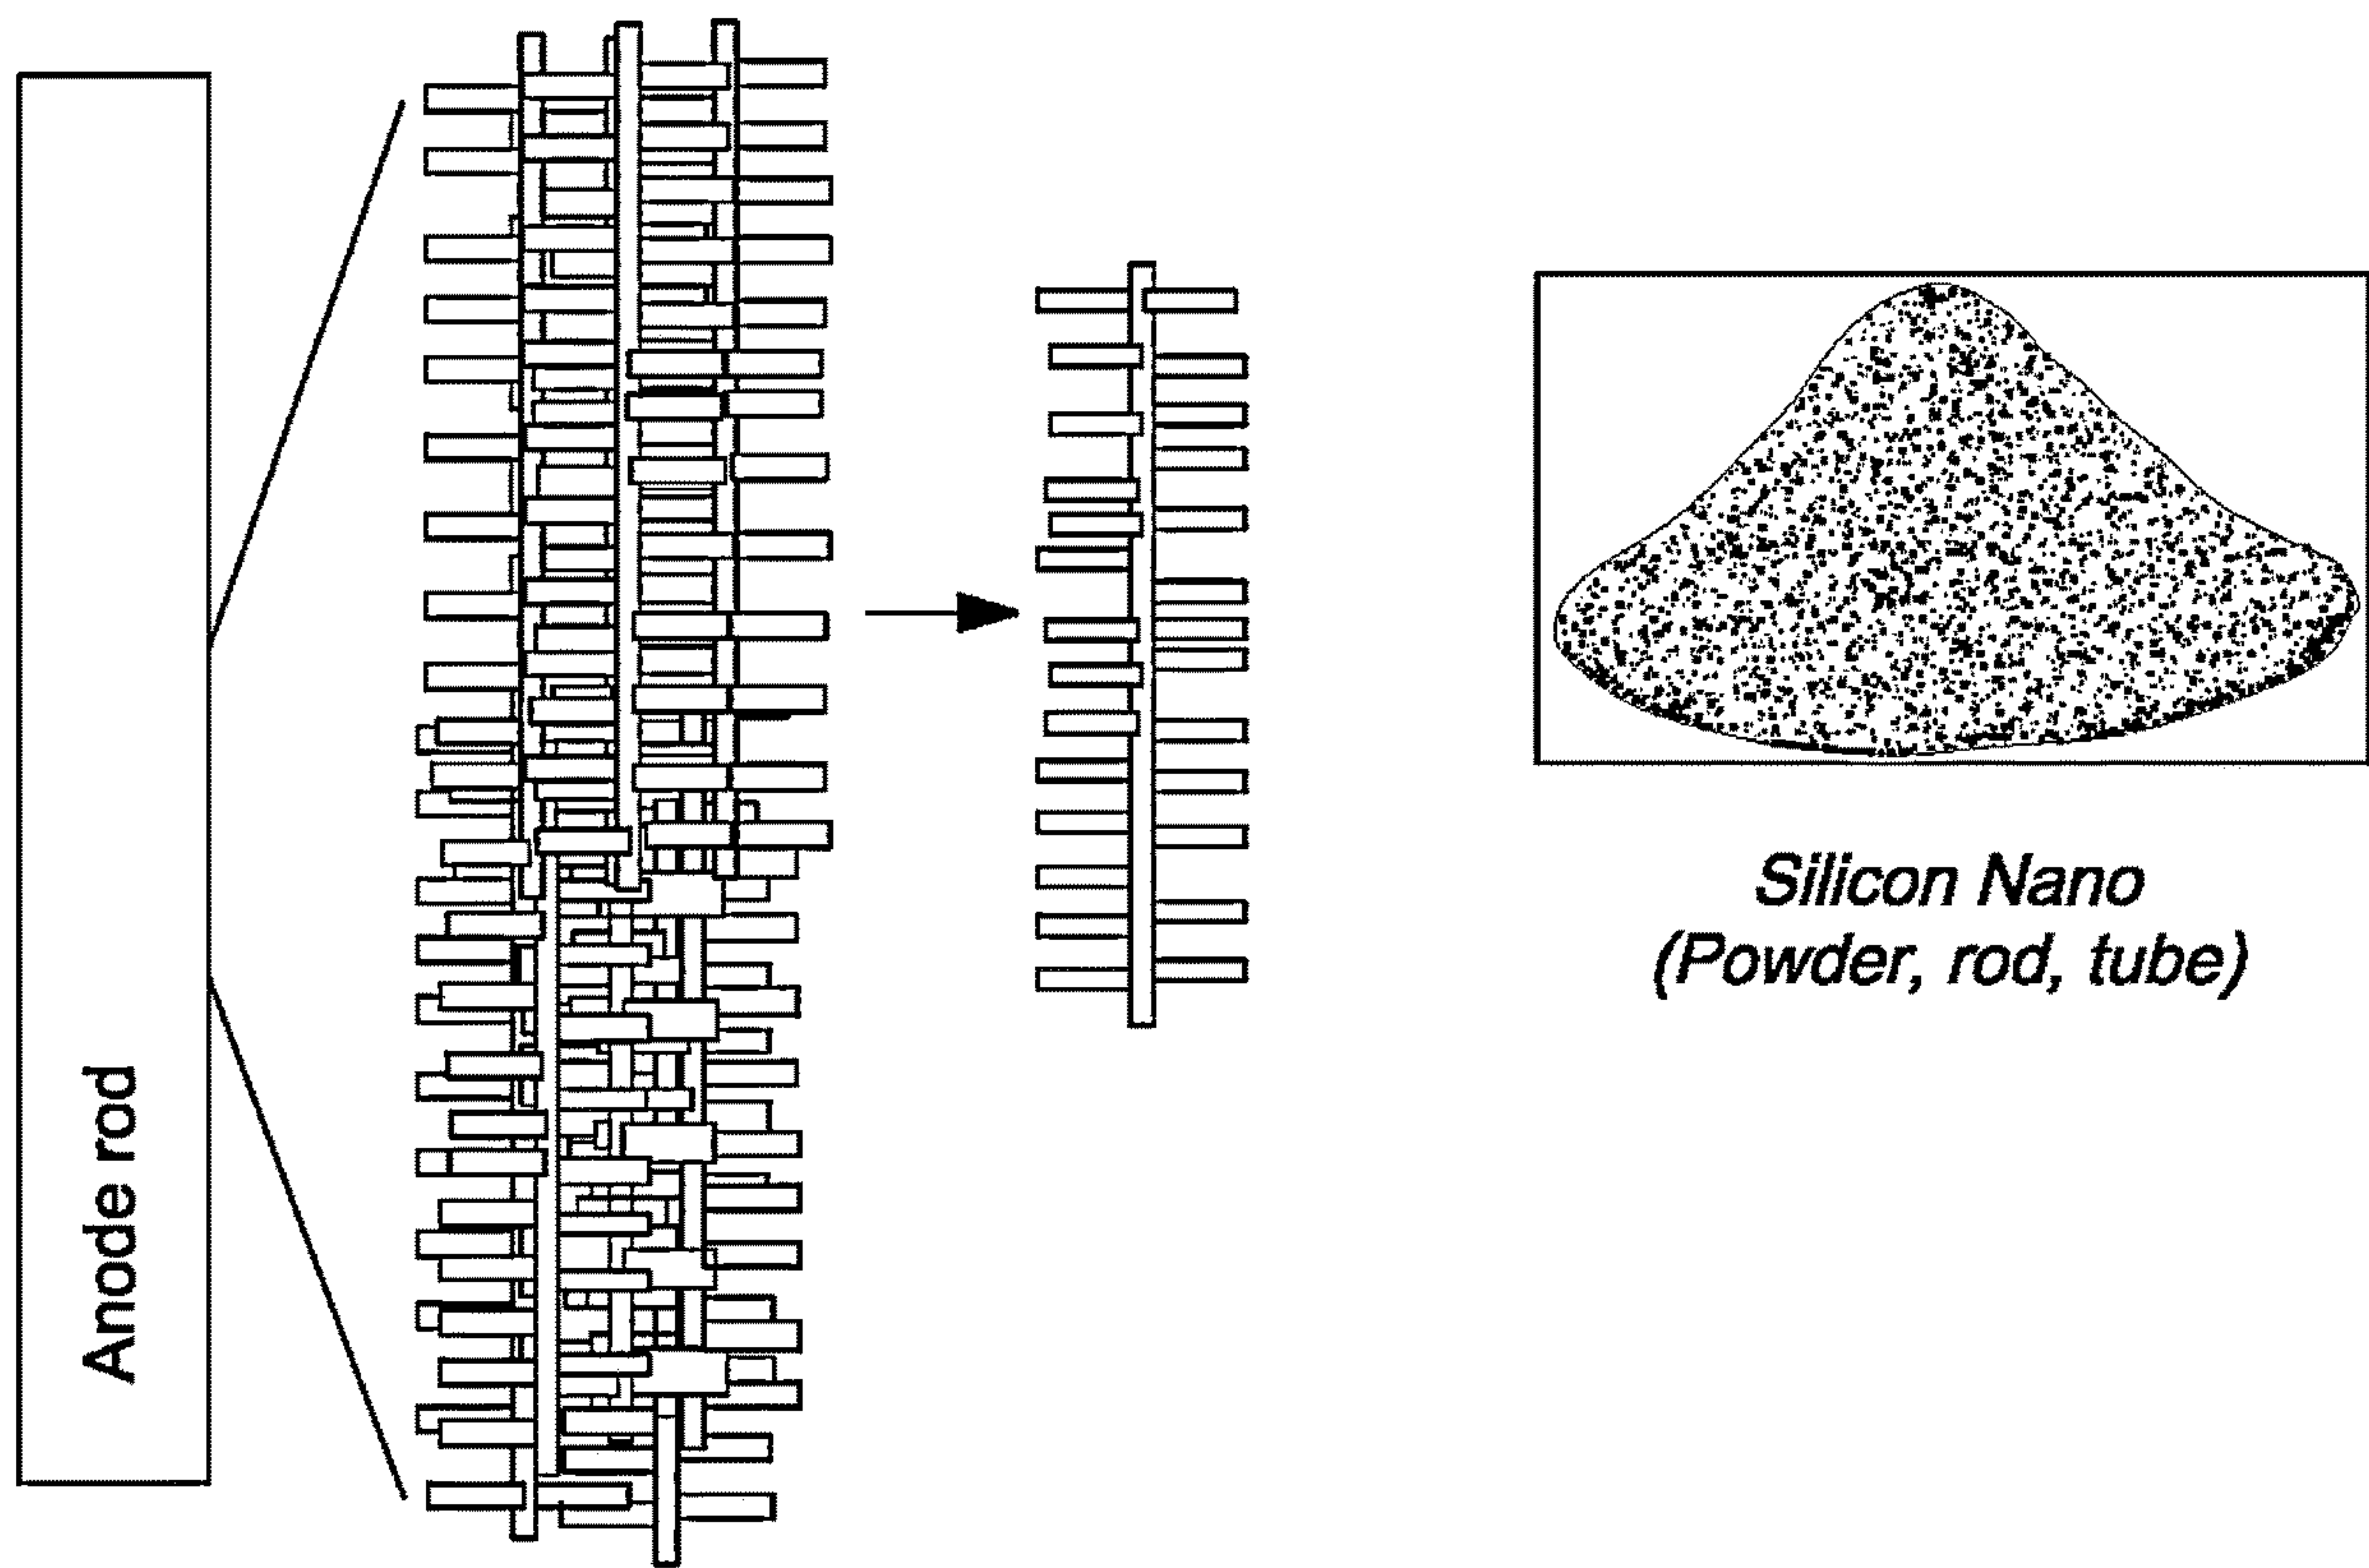 Anode rod
Silicon Nano
(Powder, rod, tube)